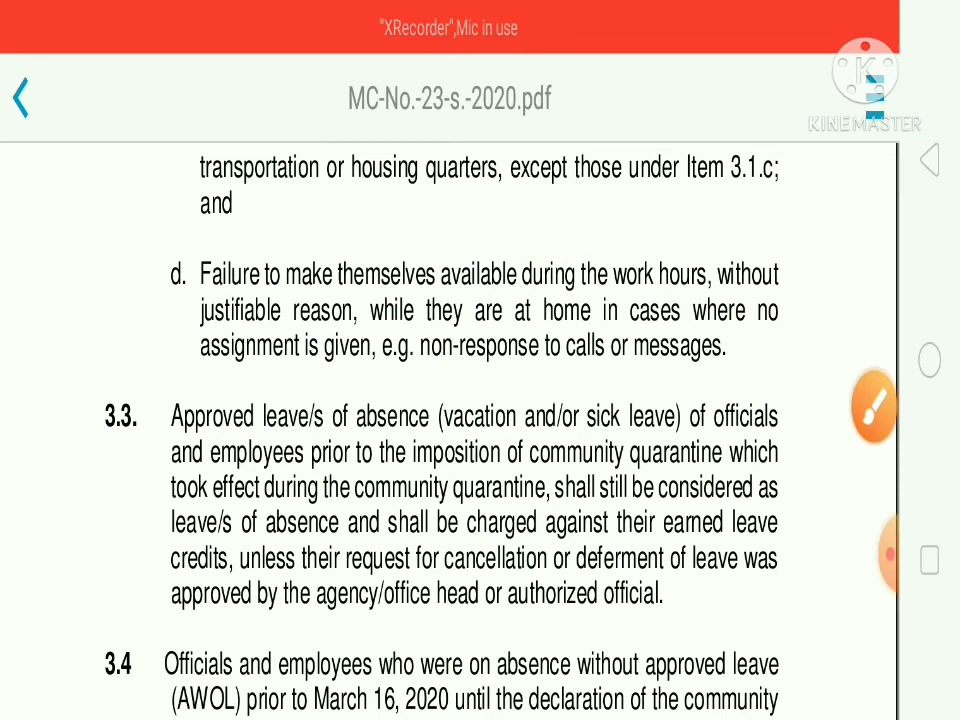 "XRecorder",Mic in use
MC-No.-23-s.-2020.pdf
KINEMASTER
transportation or housing quarters, except those under Item 3.1.c;
and
d. Failure to make themselves available during the work hours, without
justifiable reason, while they are at home in cases where no
assignment is given, e.g. non-response to calls or messages.
3.3. Approved leave/s of absence (vacation and/or sick leave) of officials
and employees prior to the imposition of community quarantine which
took effect during the community quarantine, shall still be considered as
leave/s of absence and shall be charged against their earned leave
credits, unless their request for cancellation or deferment of leave was
approved by the agency/office head or authorized official.
3.4 Officials and employees who were on absence without approved leave
(AWOL) prior to March 16, 2020 until the declaration of the community